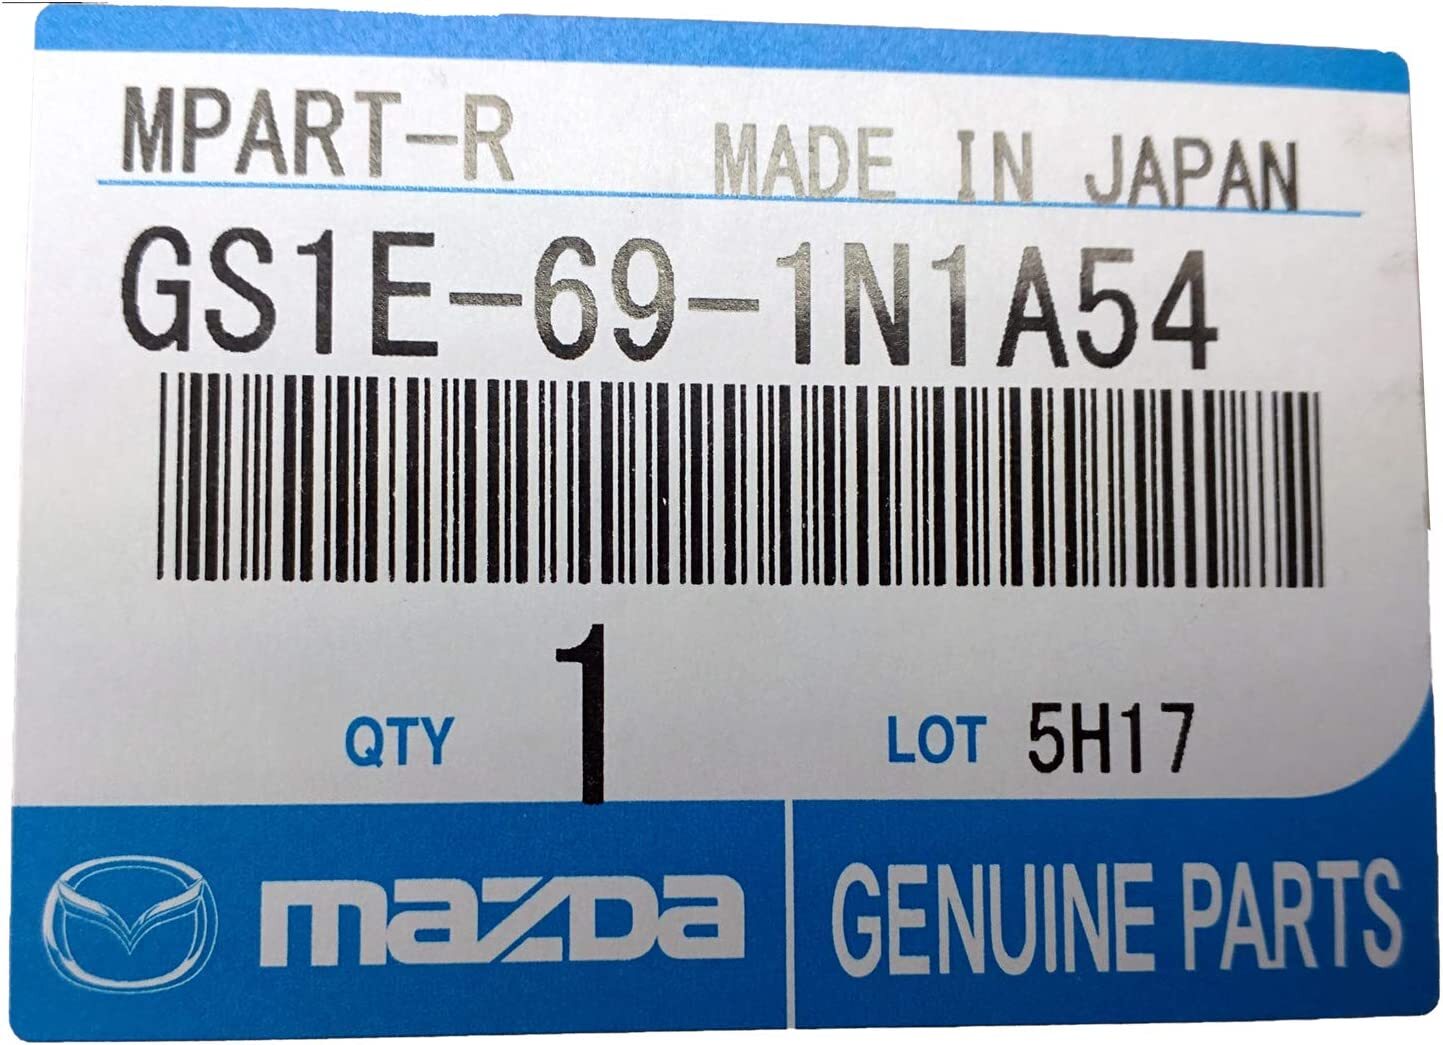 MPART-R MADE IN JAPAN
GS1E-69-1N1A54
QTY 1 LOT 5H17
mazda GENUINE PARTS